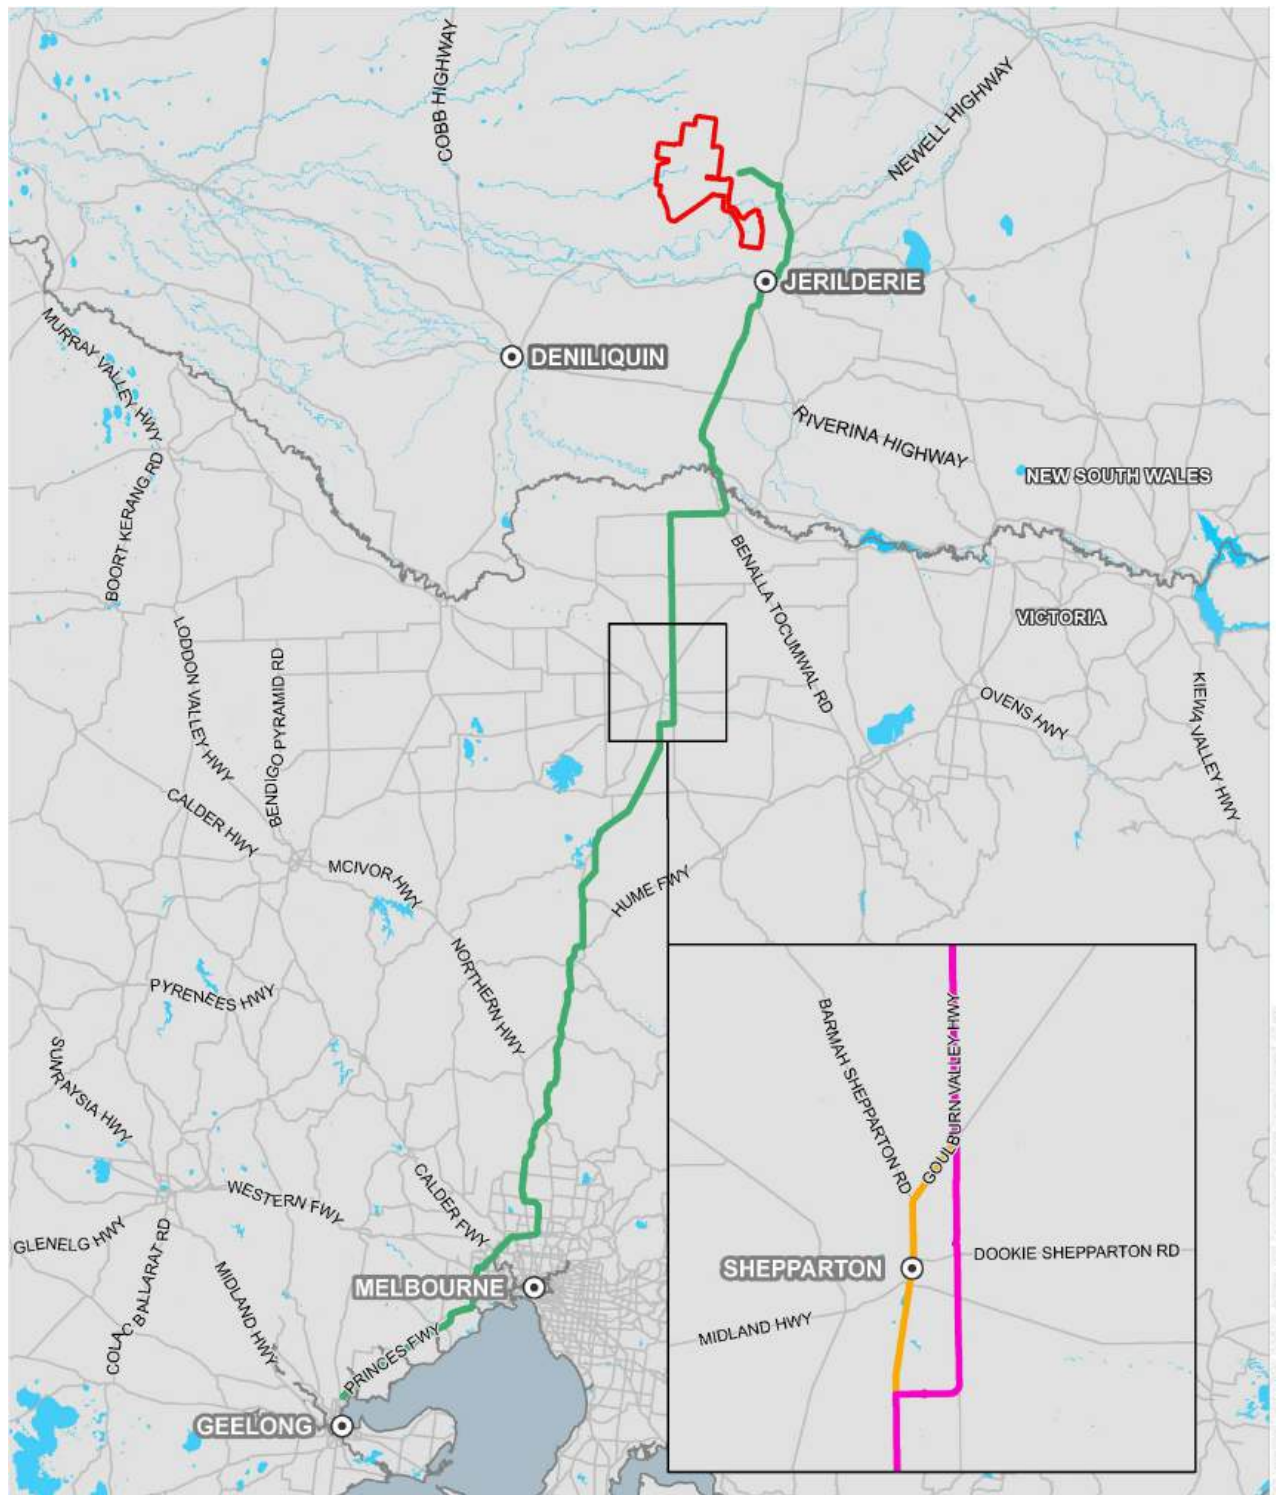 COBB HIGHWAY
NEWELL HIGHWAY
JERILDERIE
MURRAY VALLEY HWY
DENILIQUIN
RIVERINA HIGHWAY
NEW SOUTH WALES
BOORT KERANG RD
BENALLA TOCUMWAL RD
VICTORIA
LODDON VALLEY HWY
BENDIGO PYRAMID RD
OVENS HWY
KIEWA VALLEY HWY
CALDER HWY
MCIVOR HWY
HUME FWY
NORTHERN HWY
PYRENEES HWY
SUNRAYSIA HWY
BARMAH SHEPPARTON RD
GOULBURN VALLEY HWY
WESTERN FWY
CALDER FWY
GLENELG HWY
COLAC BALLARAT RD
MIDLAND HWY
MELBOURNE
SHEPPARTON
DOOKIE SHEPPARTON RD
MIDLAND HWY
PRINCES FWY
GEELONG